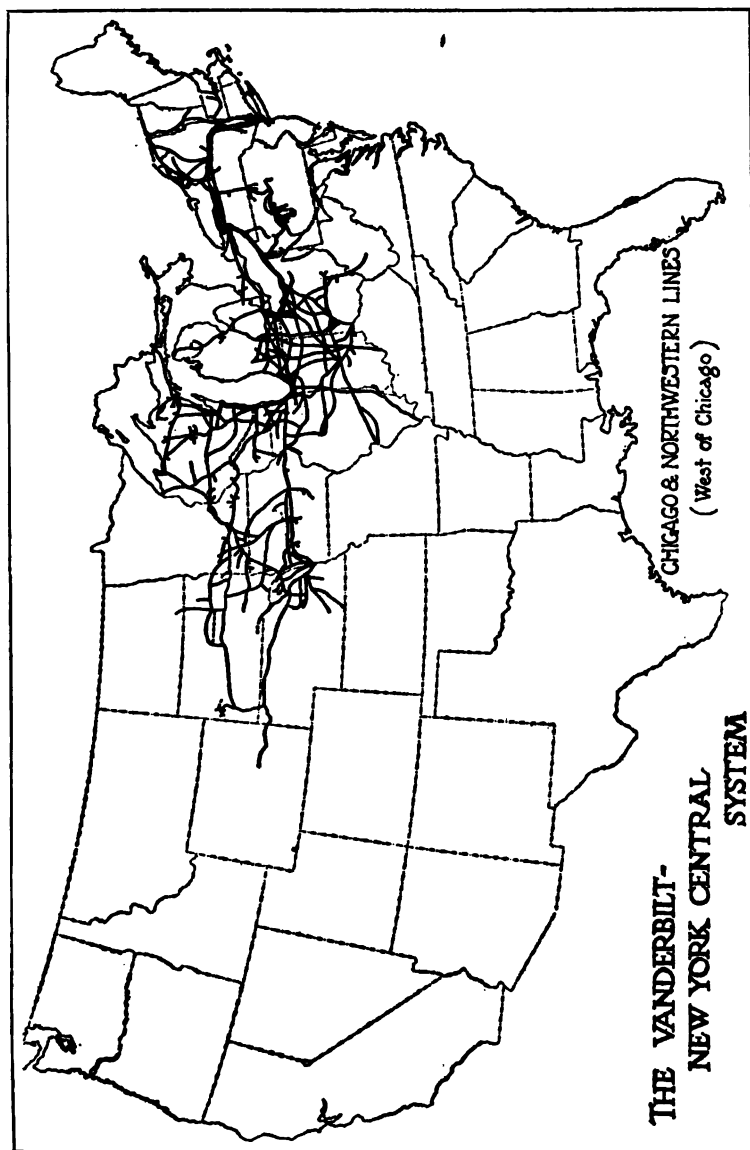 THE VANDERBILT-
NEW YORK CENTRAL
SYSTEM
CHICAGO & NORTHWESTERN LINES
(West of Chicago)